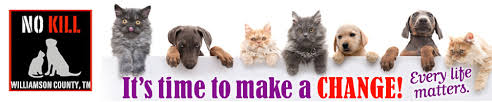 NO KILL
WILLIAMSON COUNTY, TN
It's time to make a CHANGE!
Every life
matters.